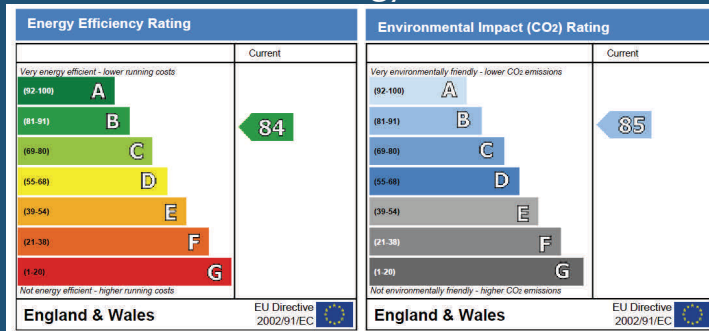 Energy Efficiency Rating
Current
Very energy efficient - lower running costs
(92-100) A
(81-91) B
84
(69-80) C
(55-68) D
(39-54) E
(21-38) F
(1-20) G
Not energy efficient - higher running costs
England & Wales
EU Directive
2002/91/EC
Environmental Impact (CO2) Rating
Current
Very environmentally friendly - lower CO2 emissions
(92-100) A
(81-91) B
85
(69-80) C
(55-68) D
(39-54) E
(21-38) F
(1-20) G
Not environmentally friendly - higher CO2 emissions
England & Wales
EU Directive
2002/91/EC